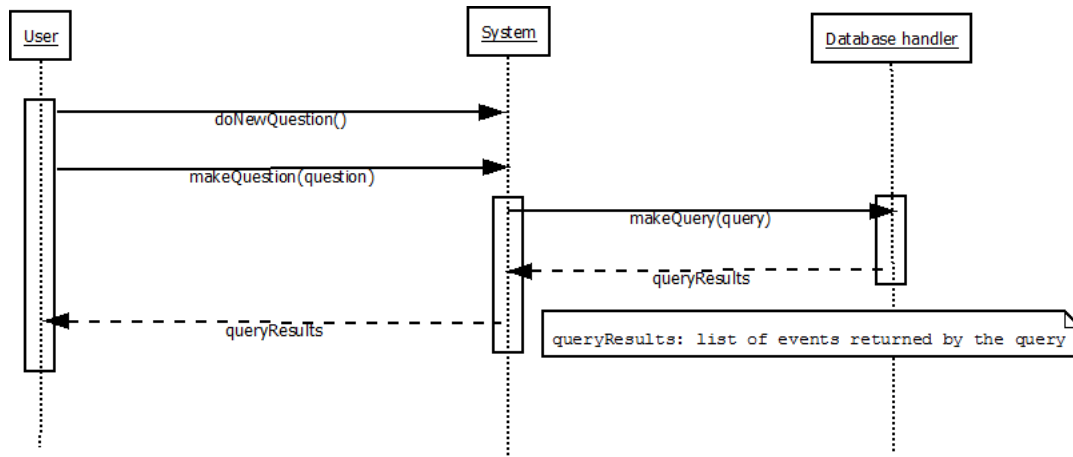 User
System
Database handler
doNewQuestion()
makeQuestion(question)
makeQuery(query)
queryResults
queryResults
queryResults: list of events returned by the query